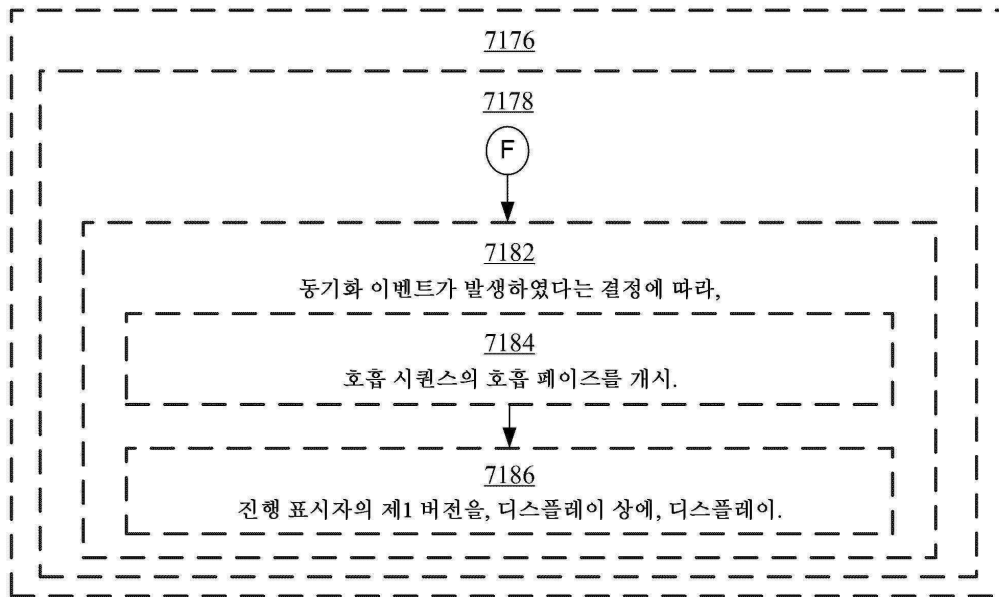 7176
7178
F
7182
동기화 이벤트가 발생하였다는 결정에 따라,
7184
호흡 시퀀스의 호흡 페이즈를 개시.
7186
진행 표시자의 제1 버전을, 디스플레이 상에, 디스플레이.